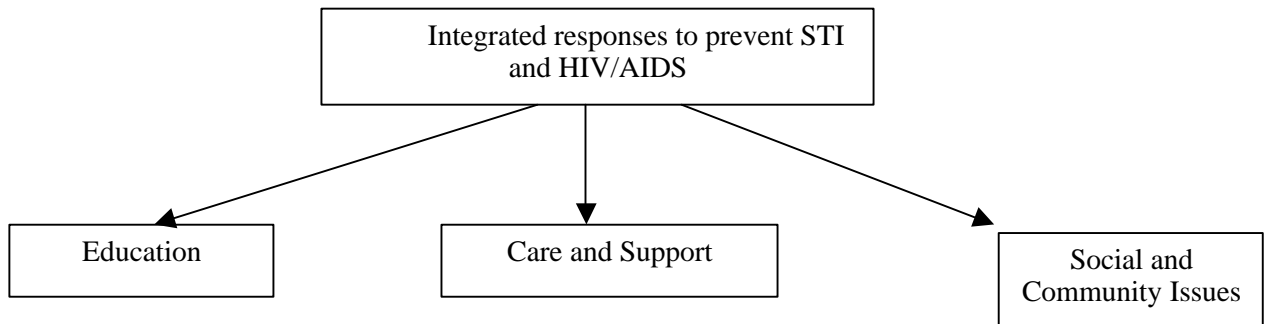 Integrated responses to prevent STI
and HIV/AIDS
Education
Care and Support
Social and
Community Issues